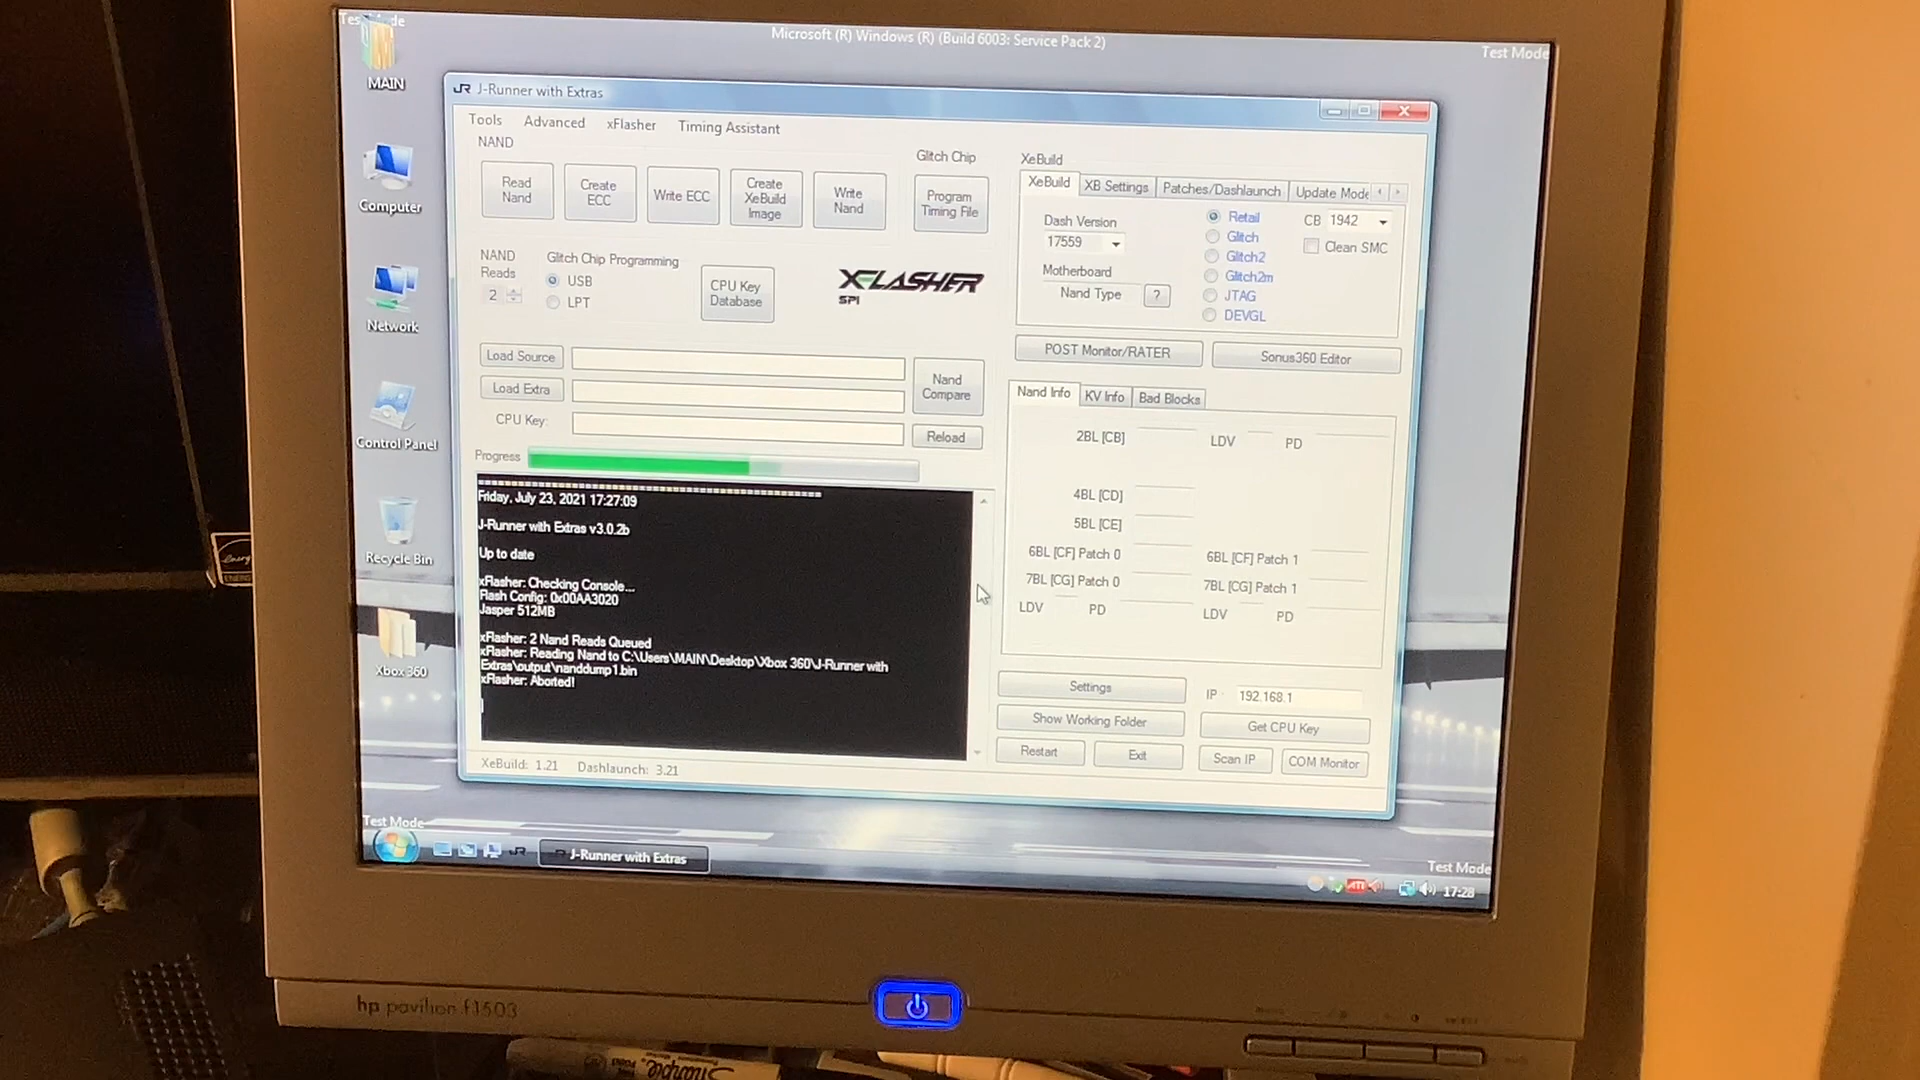 Microsoft (R) Windows (R) (Build 6003: Service Pack 2)
Test Mode
MAIN
Computer
Network
Control Panel
Recycle Bin
Xbox 360
J-Runner with Extras
Tools Advanced xFlasher Timing Assistant
NAND
Read Nand
Create ECC
Write ECC
Create XeBuild Image
Write Nand
Glitch Chip
Program Timing File
NAND Reads
2
Glitch Chip Programming
USB
LPT
CPU Key Database
XFLASHER
SPI
Load Source
Load Extra
CPU Key:
Nand Compare
Reload
Progress
Friday, July 23, 2021 17:27:09
J-Runner with Extras v3.0.2b
Up to date
xFlasher: Checking Console...
Flash Config: 0x00AA3020
Jasper 512MB
xFlasher: 2 Nand Reads Queued
xFlasher: Reading Nand to C:\Users\MAIN\Desktop\Xbox 360\J-Runner with
Extras\output\nanddump1.bin
xFlasher: Aborted!
XeBuild: 1.21 Dashlaunch: 3.21
XeBuild
XeBuild XB Settings Patches/Dashlaunch Update Mode
Dash Version
17559
Motherboard
Nand Type ?
Retail
Glitch
Glitch2
Glitch2m
JTAG
DEVGL
CB 1942
Clean SMC
POST Monitor/RATER
Sonus360 Editor
Nand Info KV Info Bad Blocks
2BL [CB] LDV PD
4BL [CD]
5BL [CE]
6BL [CF] Patch 0 6BL [CF] Patch 1
7BL [CG] Patch 0 7BL [CG] Patch 1
LDV PD LDV PD
Settings
IP 192.168.1
Show Working Folder
Get CPU Key
Restart
Exit
Scan IP
COM Monitor
Test Mode
J-Runner with Extras
Test Mode
ATI
17:28
hp pavilion f1503
Sharpie